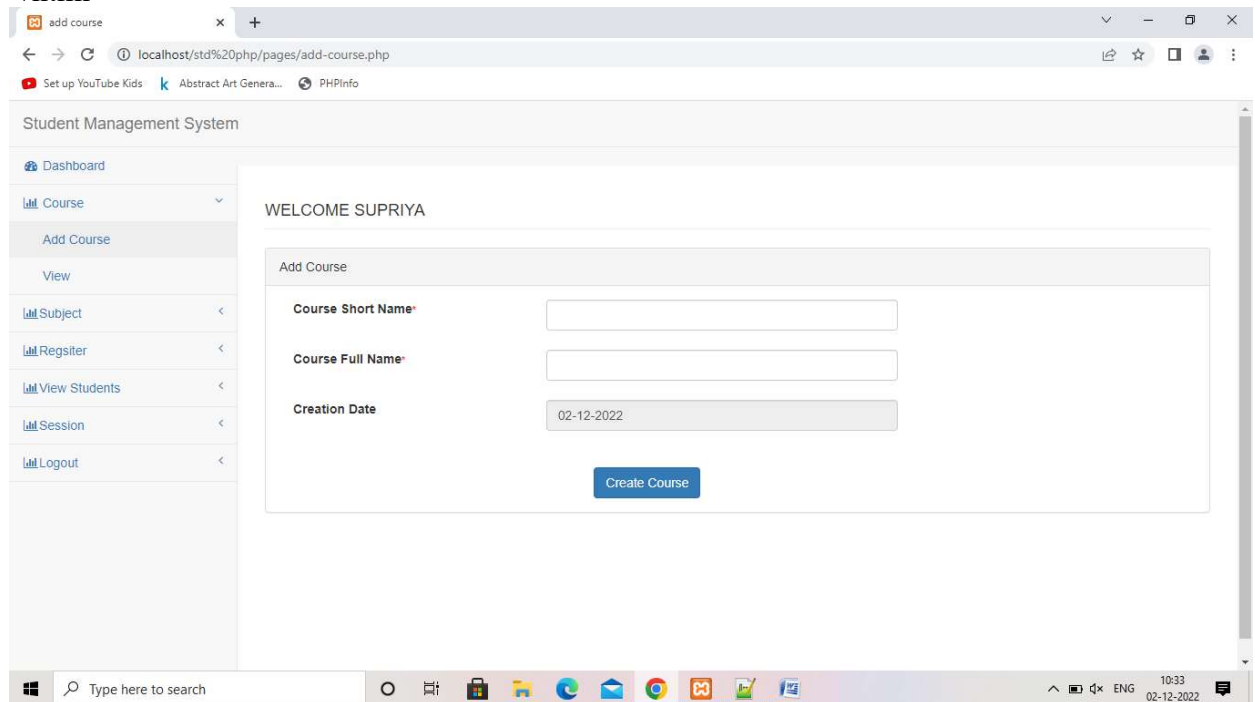 add course
localhost/std%20php/pages/add-course.php
Set up YouTube Kids Abstract Art Genera... PHPInfo
Student Management System
Dashboard
Course
Add Course
View
Subject
Regsiter
View Students
Session
Logout
WELCOME SUPRIYA
Add Course
Course Short Name*
Course Full Name*
Creation Date 02-12-2022
Create Course
Type here to search
ENG
10:33
02-12-2022